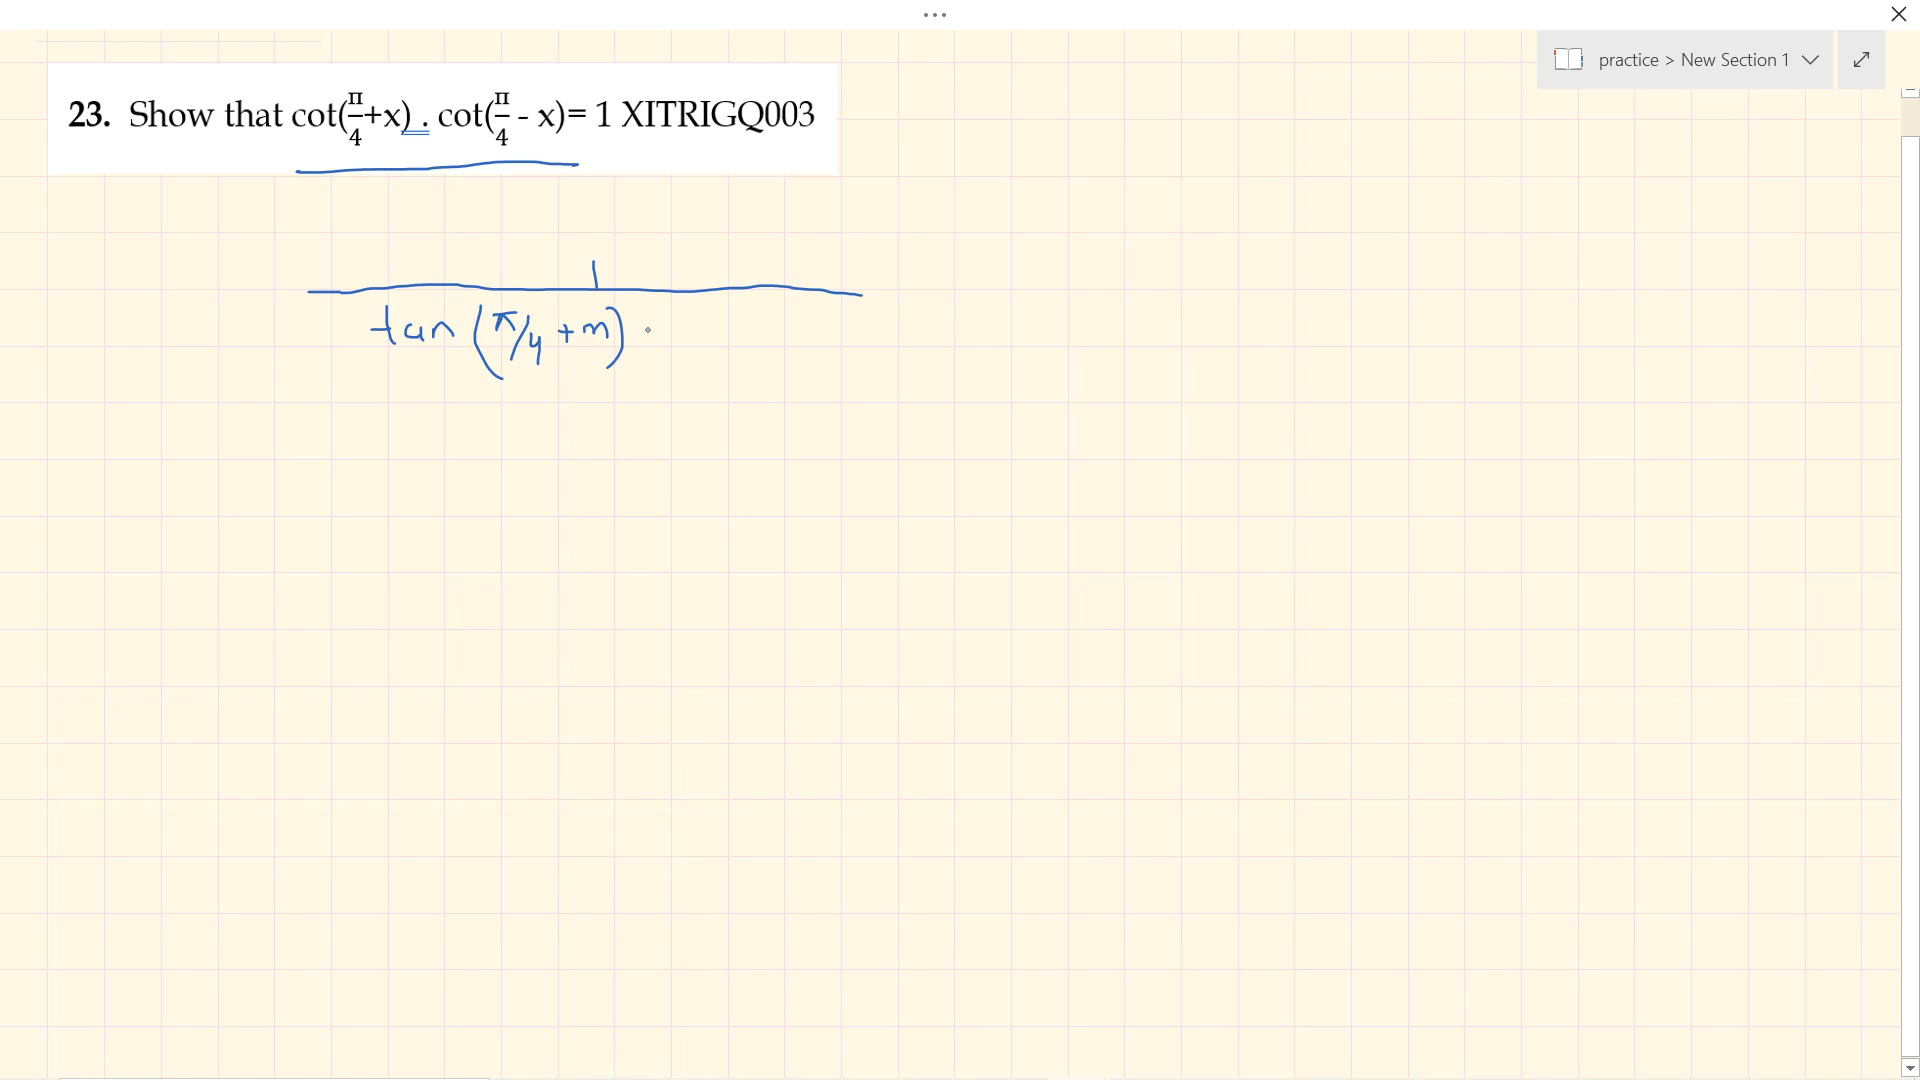 practice > New Section 1
23. Show that cot(π/4+x) . cot(π/4 - x)= 1 XITRIGQ003
1
tan (π/4 + n) .